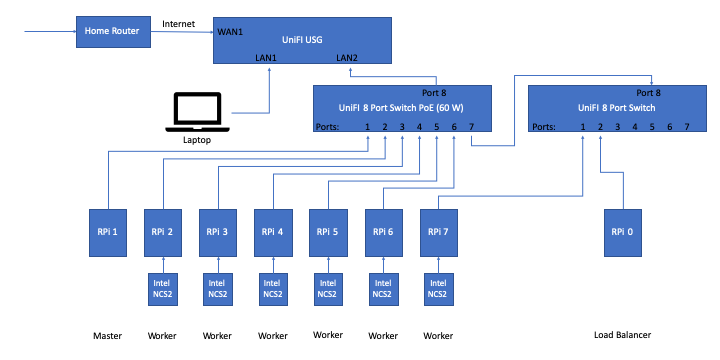 Home Router
Internet
WAN1
UniFI USG
LAN1
LAN2
Port 8
UniFI 8 Port Switch PoE (60 W)
Ports: 1 2 3 4 5 6 7
Port 8
UniFI 8 Port Switch
Ports: 1 2 3 4 5 6 7
Laptop
RPi 1
RPi 2
RPi 3
RPi 4
RPi 5
RPi 6
RPi 7
RPi 0
Intel
NCS2
Intel
NCS2
Intel
NCS2
Intel
NCS2
Intel
NCS2
Intel
NCS2
Master
Worker
Worker
Worker
Worker
Worker
Worker
Load Balancer